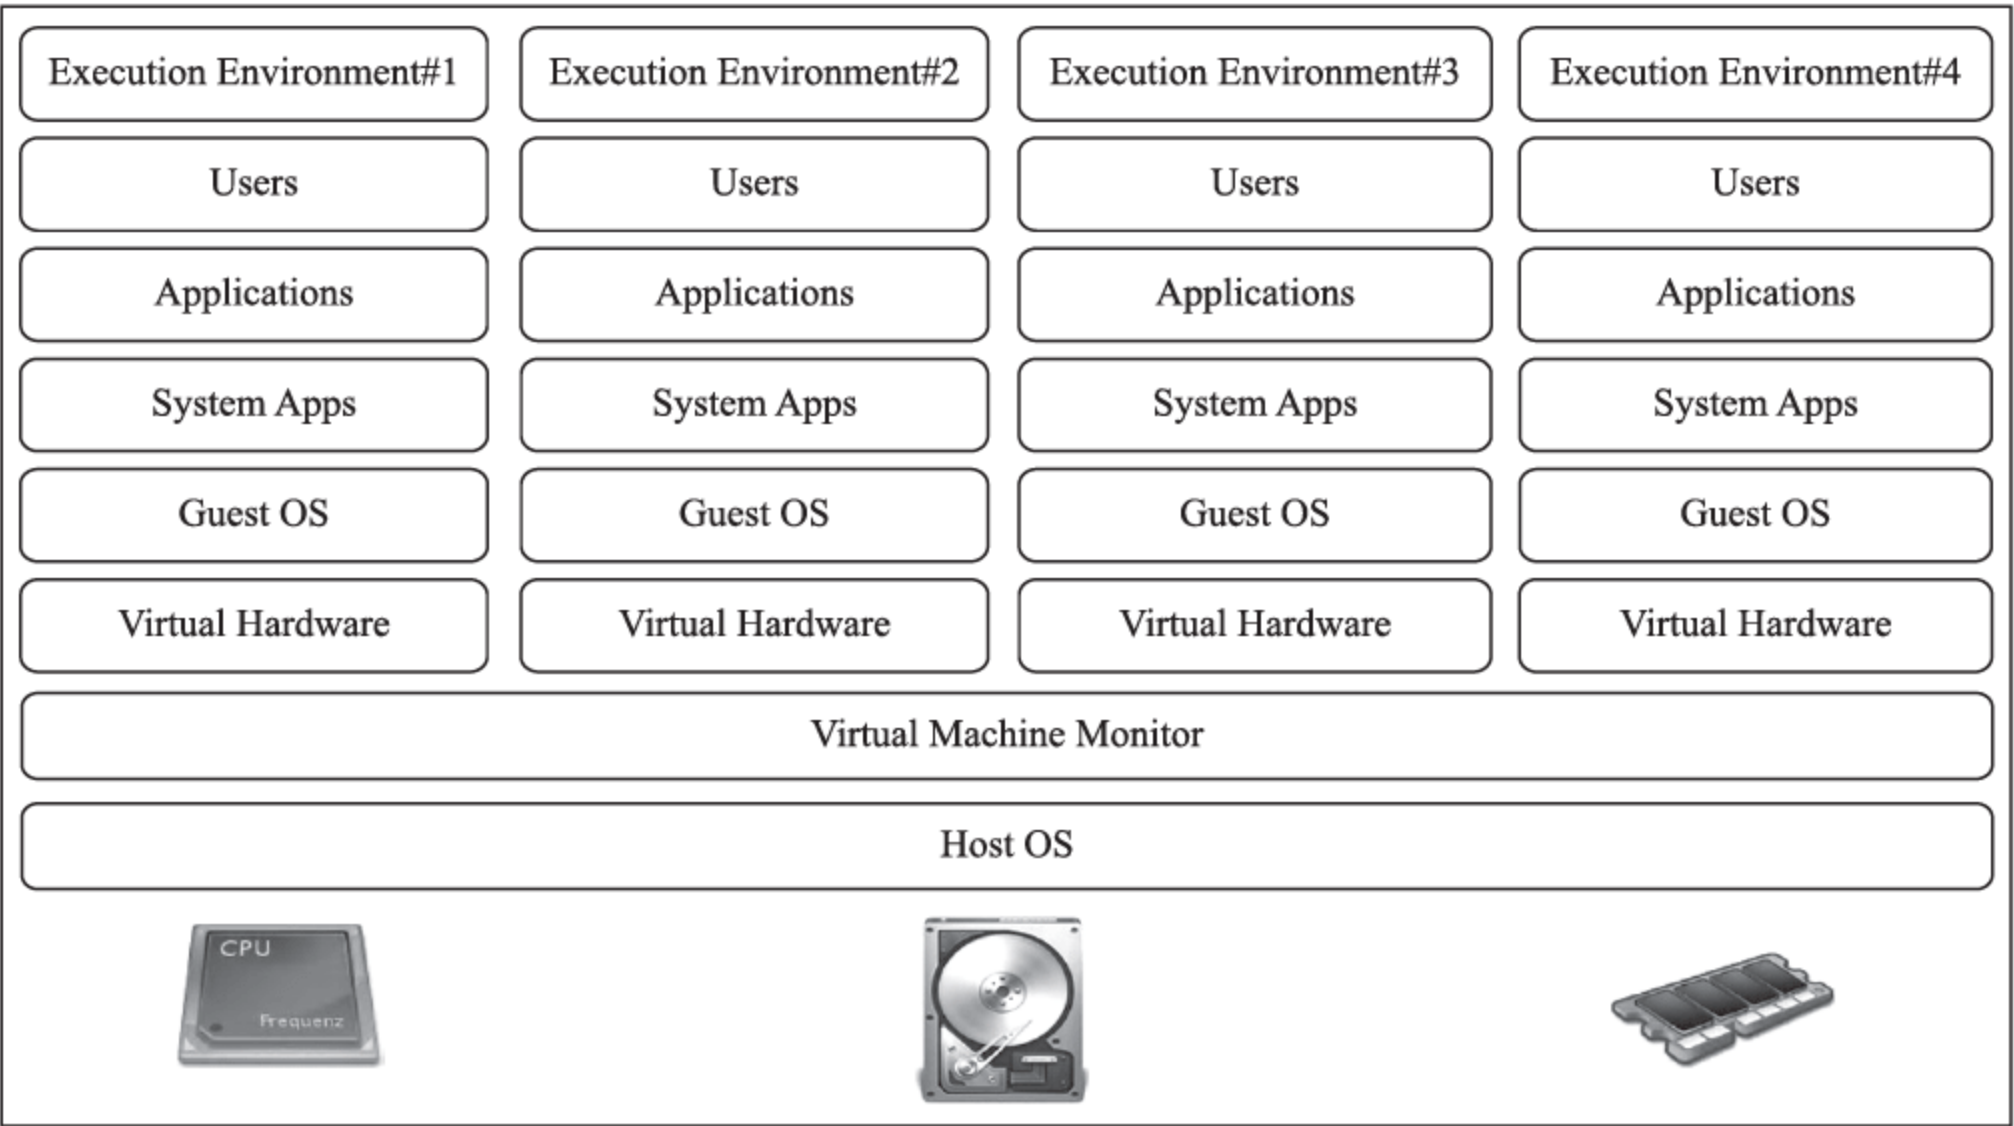 Execution Environment#1
Execution Environment#2
Execution Environment#3
Execution Environment#4
Users
Users
Users
Users
Applications
Applications
Applications
Applications
System Apps
System Apps
System Apps
System Apps
Guest OS
Guest OS
Guest OS
Guest OS
Virtual Hardware
Virtual Hardware
Virtual Hardware
Virtual Hardware
Virtual Machine Monitor
Host OS
CPU
Frequenz